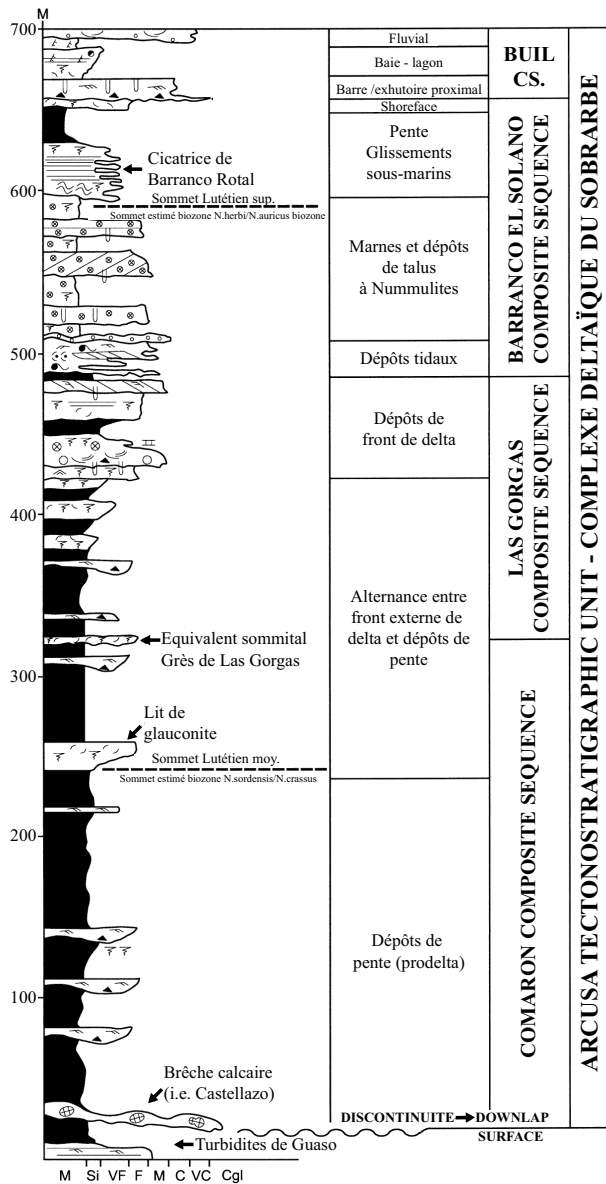 M
700
600
500
400
300
200
100
Cicatrice de
Barranco Rotal
Sommet Lutétien sup.
Sommet estimé biozone N.herbi/N.auricus biozone
Equivalent sommital
Grès de Las Gorgas
Lit de
glauconite
Sommet Lutétien moy.
Sommet estimé biozone N.sordensis/N.crassus
Brêche calcaire
(i.e. Castellazo)
Turbidites de Guaso
M Si VF F M C VC Cgl
Fluvial
Baie - lagon
Barre /exhutoire proximal
Shoreface
Pente
Glissements
sous-marins
Marnes et dépôts
de talus
à Nummulites
Dépôts tidaux
Dépôts de
front de delta
Alternance entre
front externe de
delta et dépôts de
pente
Dépôts de
pente (prodelta)
DISCONTINUITE DOWNLAP
SURFACE
BUIL
CS.
BARRANCO EL SOLANO
COMPOSITE SEQUENCE
LAS GORGAS
COMPOSITE SEQUENCE
COMARON COMPOSITE SEQUENCE
ARCUSA TECTONOSTRATIGRAPHIC UNIT - COMPLEXE DELTAÏQUE DU SOBRARBE